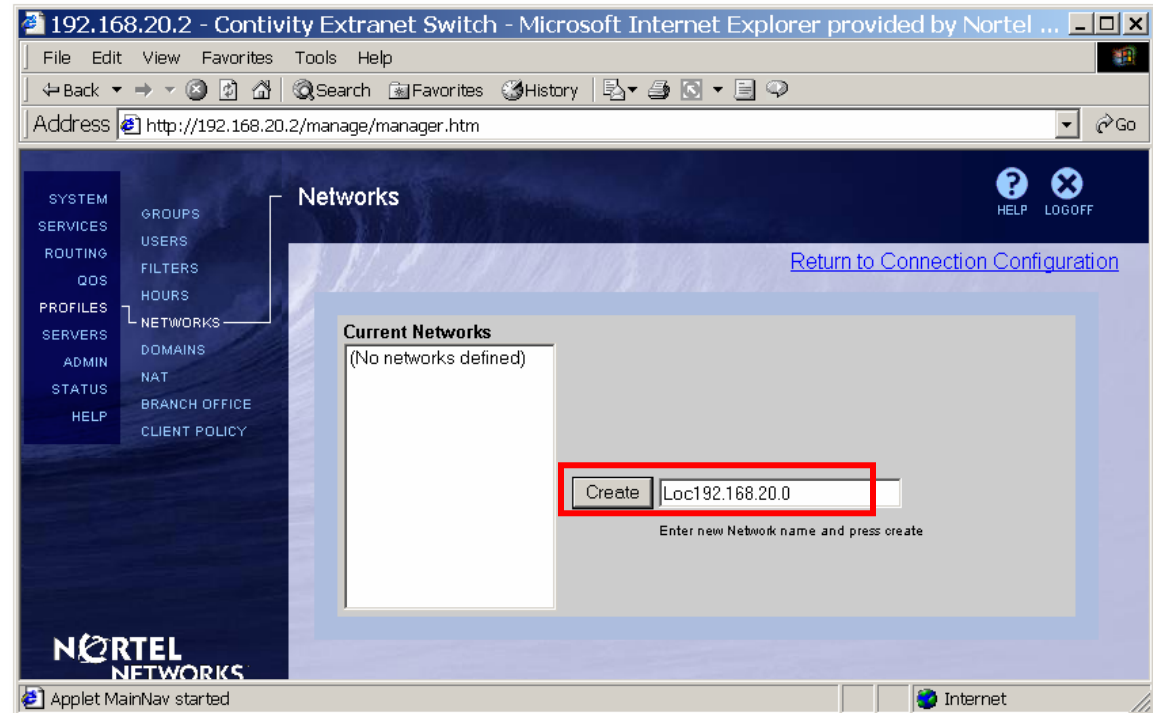 192.168.20.2 - Contivity Extranet Switch - Microsoft Internet Explorer provided by Nortel ...
File Edit View Favorites Tools Help
Back Search Favorites History
Address http://192.168.20.2/manage/manager.htm Go
SYSTEM
SERVICES
ROUTING
QOS
PROFILES
SERVERS
ADMIN
STATUS
HELP
GROUPS
USERS
FILTERS
HOURS
NETWORKS
DOMAINS
NAT
BRANCH OFFICE
CLIENT POLICY
Networks
HELP LOGOFF
Return to Connection Configuration
Current Networks
(No networks defined)
Create Loc192.168.20.0
Enter new Network name and press create
NORTEL
NETWORKS
Applet MainNav started Internet